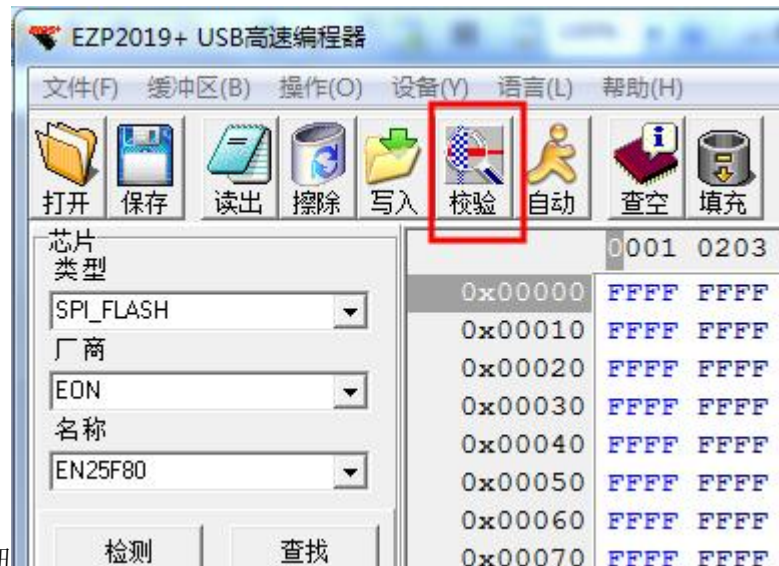 EZP2019+ USB高速编程器
文件(F) 缓冲区(B) 操作(O) 设备(Y) 语言(L) 帮助(H)
打开 保存 读出 擦除 写入 校验 自动 查空 填充
芯片
类型
SPI_FLASH
厂商
EON
名称
EN25F80
检测 查找
0001 0203
0x00000 FFFF FFFF
0x00010 FFFF FFFF
0x00020 FFFF FFFF
0x00030 FFFF FFFF
0x00040 FFFF FFFF
0x00050 FFFF FFFF
0x00060 FFFF FFFF
0x00070 FFFF FFFF